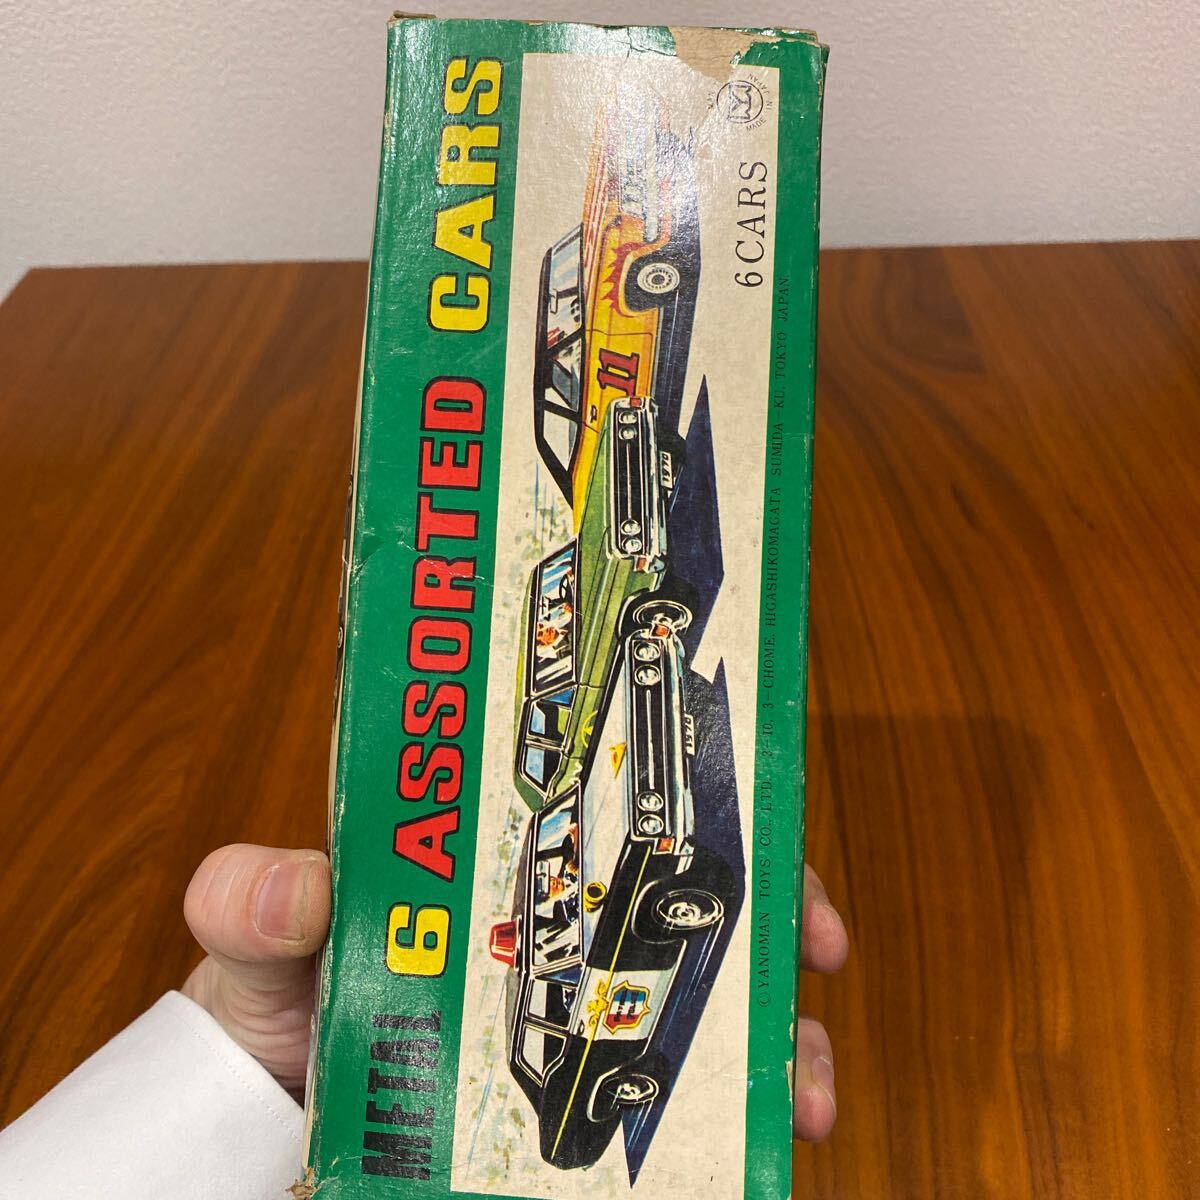 METAL 6 ASSORTED CARS
11
1970
1970
MADE IN JAPAN
6 CARS
©YANOMAN TOYS CO., LTD. 3-10, 3-CHOME, HIGASHIKOMAGATA SUMIDA-KU, TOKYO JAPAN